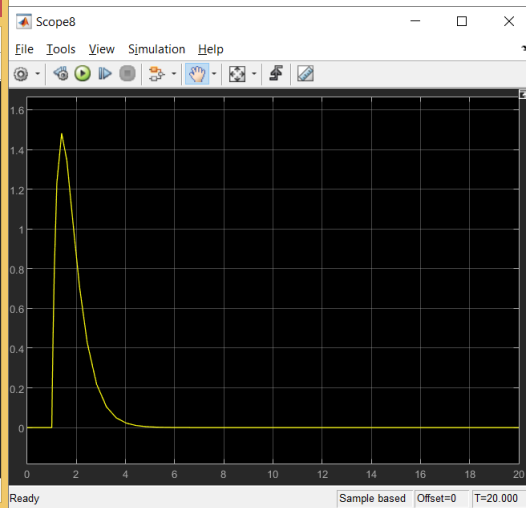 Scope8
File Tools View Simulation Help
1.6
1.4
1.2
1
0.8
0.6
0.4
0.2
0
0 2 4 6 8 10 12 14 16 18 20
Ready Sample based Offset=0 T=20.000